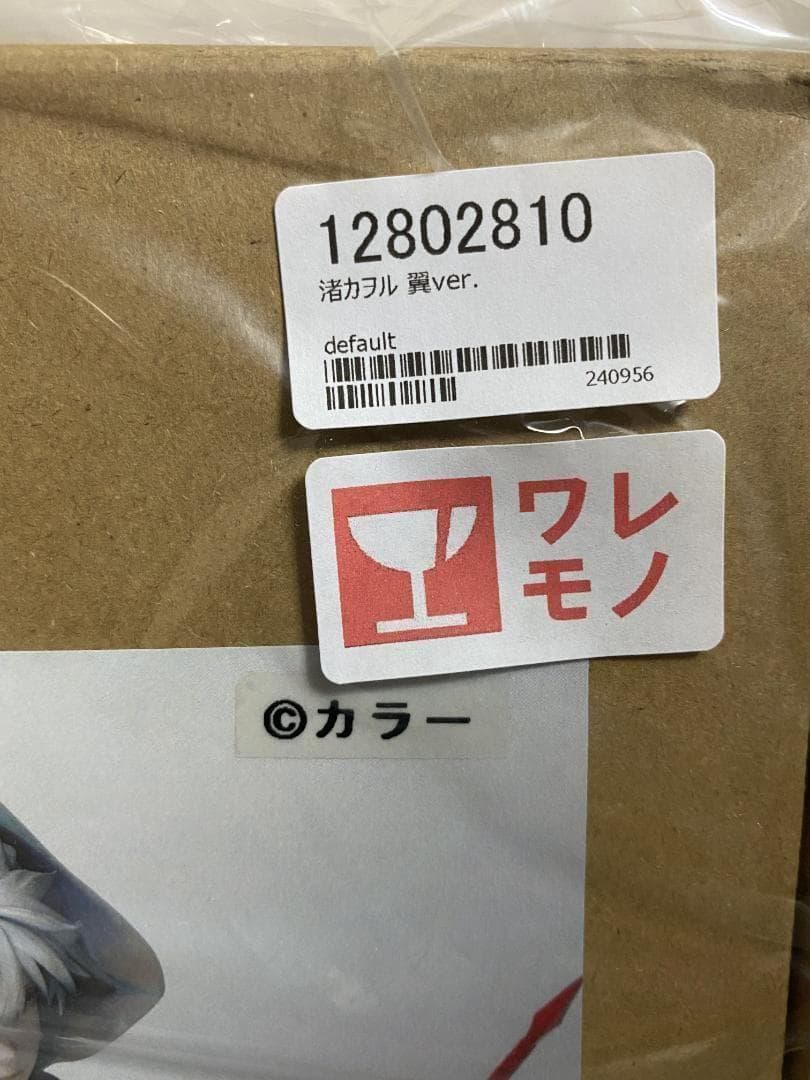 12802810
渚カヲル 翼ver.
default
240956
ワレ
モノ
©カラー